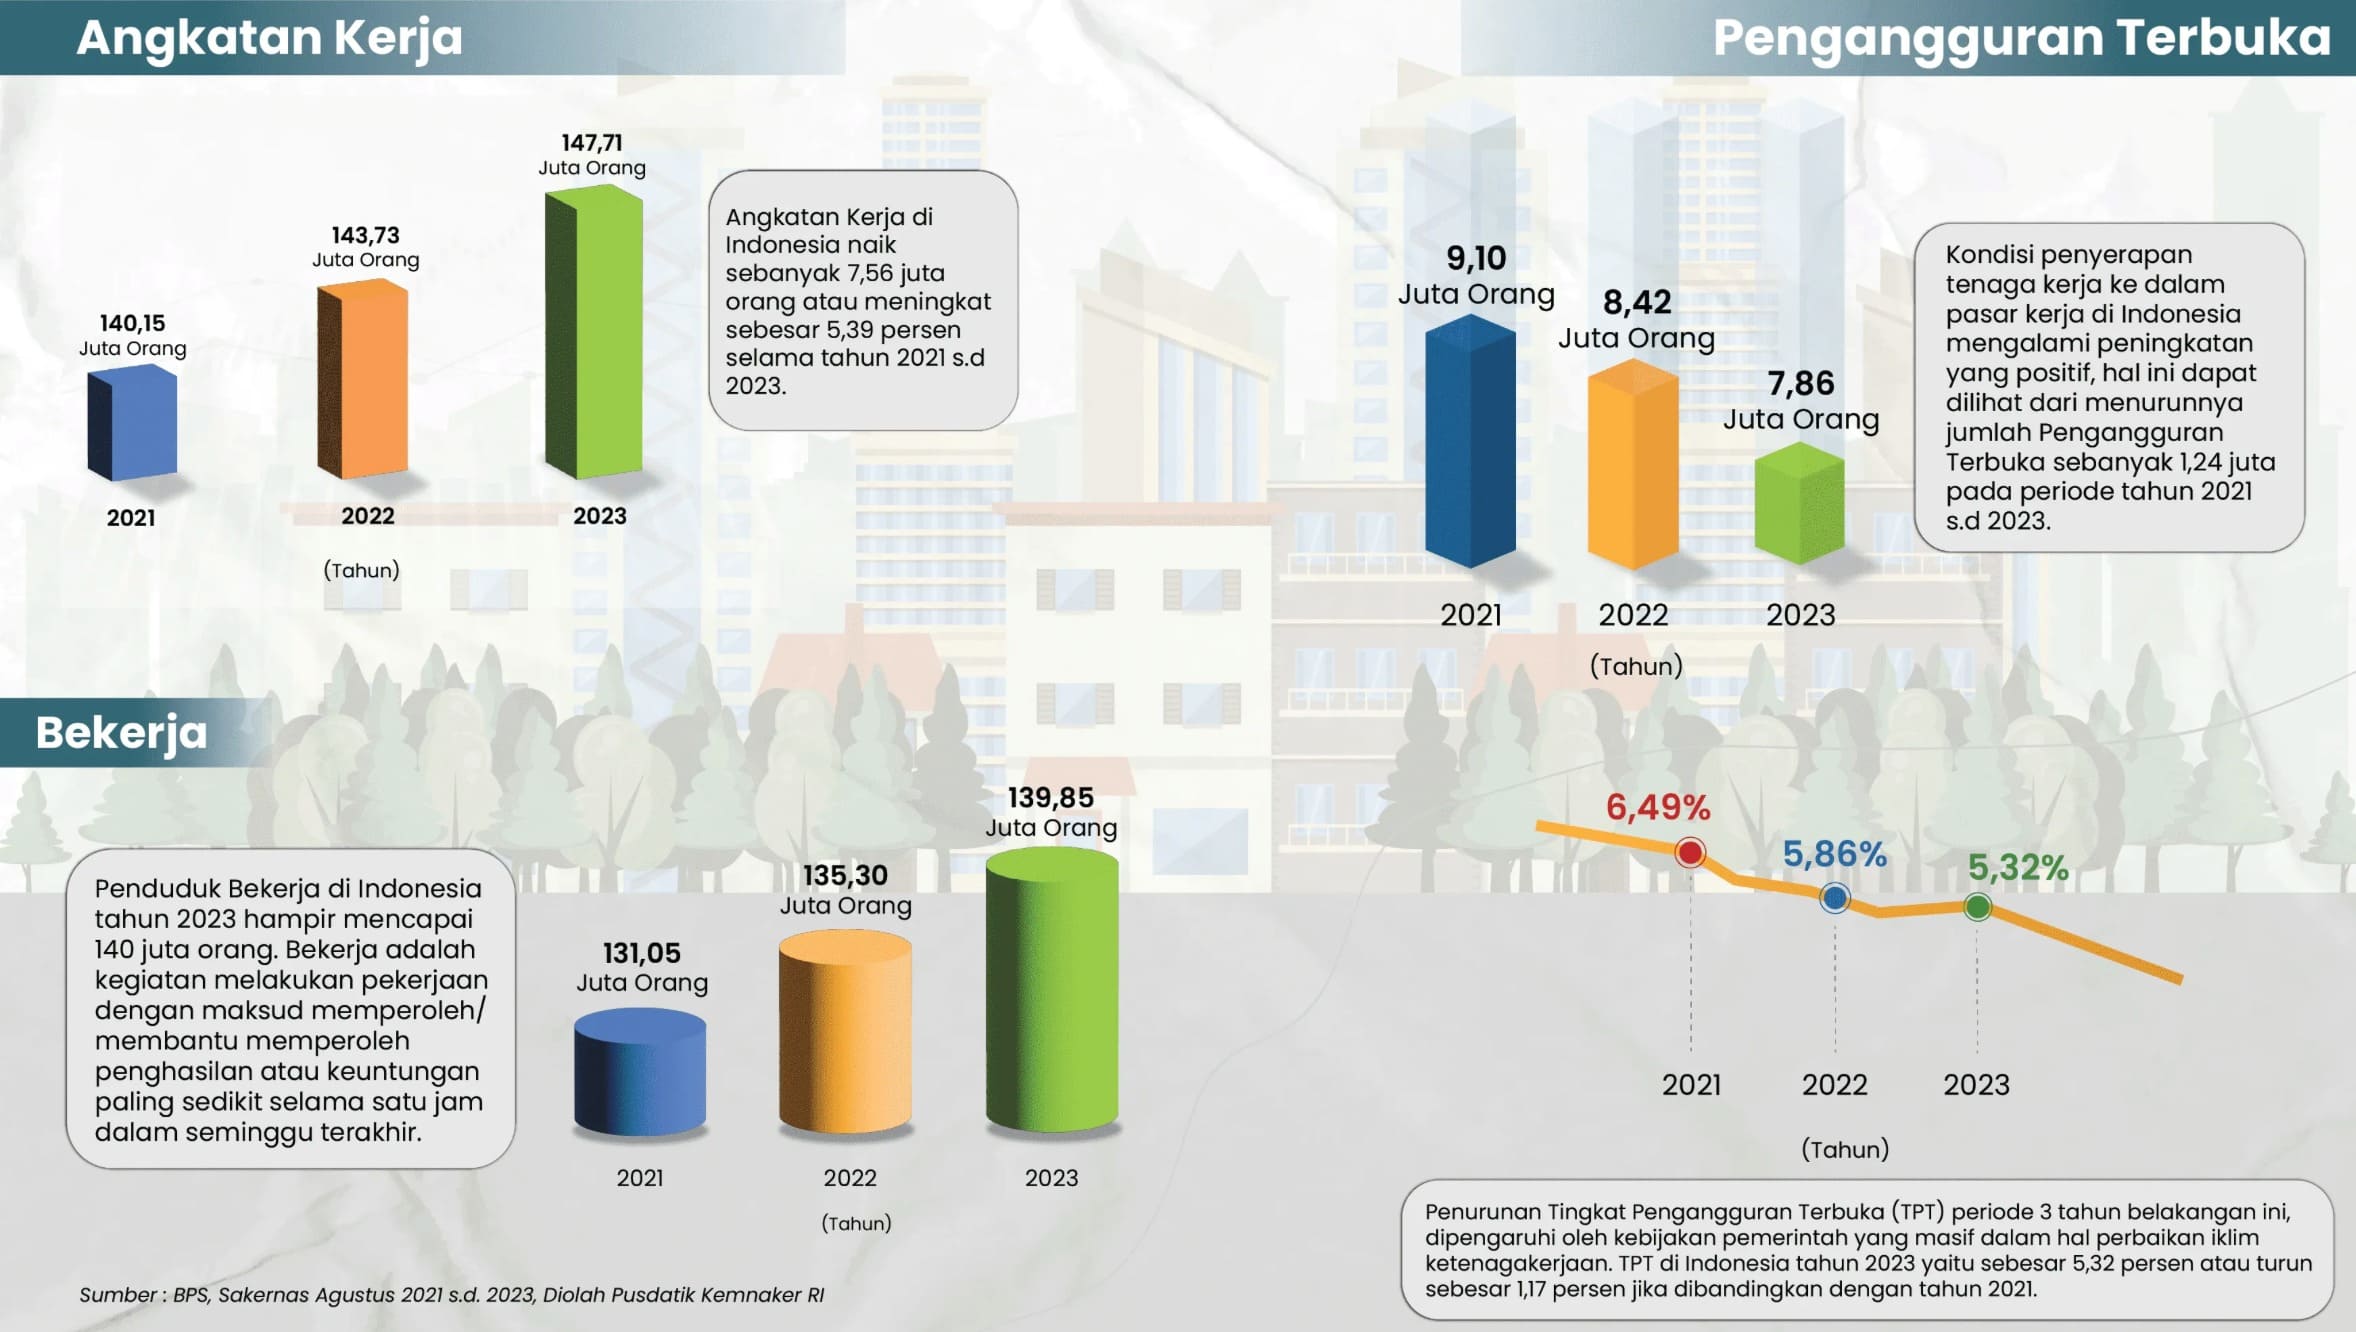 Angkatan Kerja
147,71
Juta Orang
143,73
Juta Orang
140,15
Juta Orang
2021
2022
2023
(Tahun)
Angkatan Kerja di
Indonesia naik
sebanyak 7,56 juta
orang atau meningkat
sebesar 5,39 persen
selama tahun 2021 s.d
2023.
Pengangguran Terbuka
9,10
Juta Orang
8,42
Juta Orang
7,86
Juta Orang
2021
2022
2023
(Tahun)
Kondisi penyerapan
tenaga kerja ke dalam
pasar kerja di Indonesia
mengalami peningkatan
yang positif, hal ini dapat
dilihat dari menurunnya
jumlah Pengangguran
Terbuka sebanyak 1,24 juta
pada periode tahun 2021
s.d 2023.
Bekerja
Penduduk Bekerja di Indonesia
tahun 2023 hampir mencapai
140 juta orang. Bekerja adalah
kegiatan melakukan pekerjaan
dengan maksud memperoleh/
membantu memperoleh
penghasilan atau keuntungan
paling sedikit selama satu jam
dalam seminggu terakhir.
139,85
Juta Orang
135,30
Juta Orang
131,05
Juta Orang
2021
2022
2023
(Tahun)
6,49%
5,86%
5,32%
2021
2022
2023
(Tahun)
Penurunan Tingkat Pengangguran Terbuka (TPT) periode 3 tahun belakangan ini,
dipengaruhi oleh kebijakan pemerintah yang masif dalam hal perbaikan iklim
ketenagakerjaan. TPT di Indonesia tahun 2023 yaitu sebesar 5,32 persen atau turun
sebesar 1,17 persen jika dibandingkan dengan tahun 2021.
Sumber : BPS, Sakernas Agustus 2021 s.d. 2023, Diolah Pusdatik Kemnaker RI